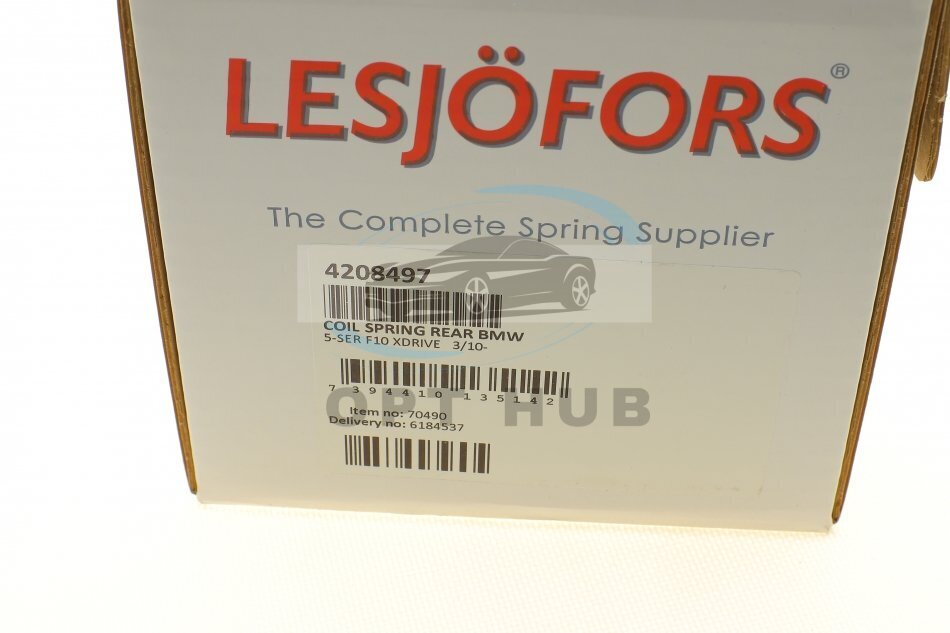 LESJÖFORS®
The Complete Spring Supplier
4208497
COIL SPRING REAR BMW
5-SER F10 XDRIVE 3/10-
7 394410 135142
OPT HUB
Item no: 70490
Delivery no: 6184537